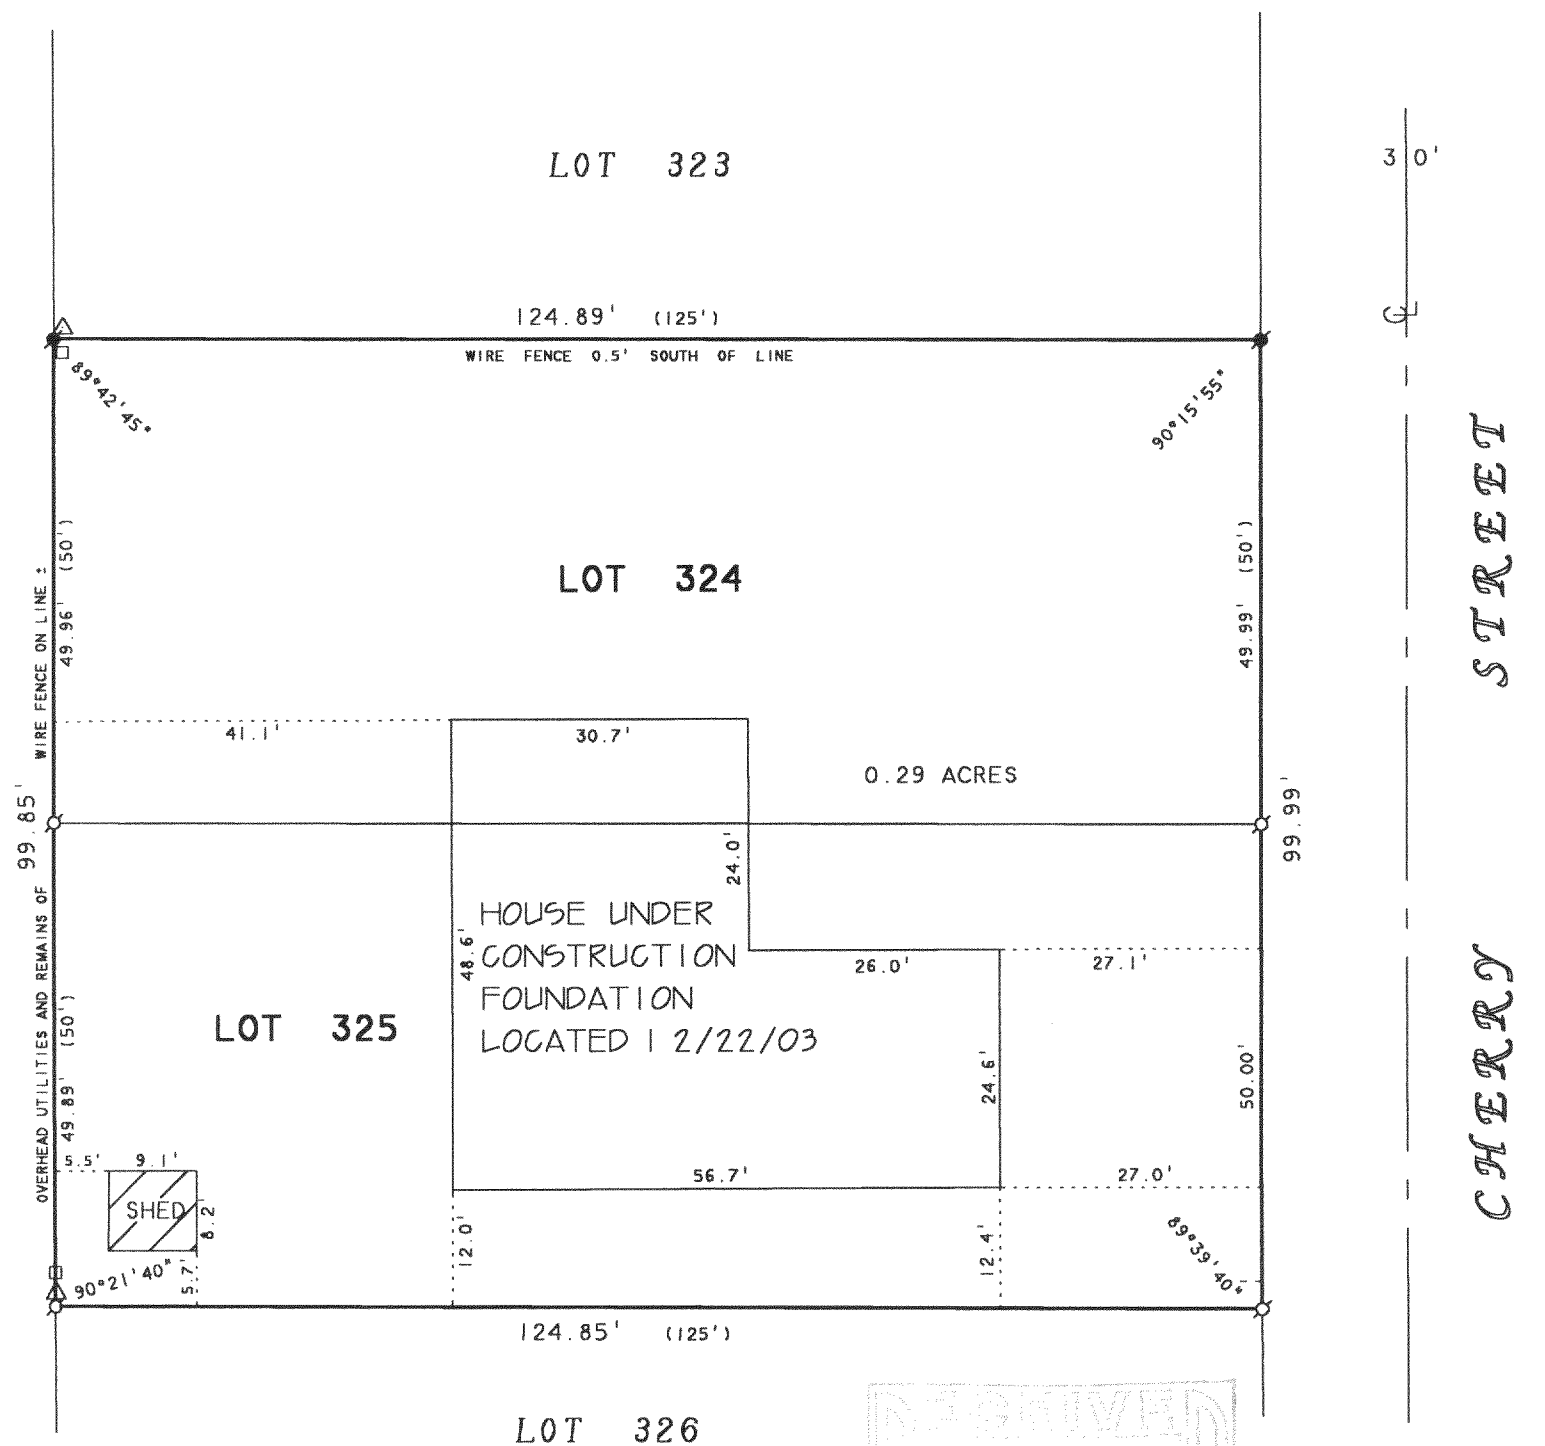 LOT 323
30'
CL
124.89' (125')
WIRE FENCE 0.5' SOUTH OF LINE
89°42'45"
90°15'55"
49.96' (50')
WIRE FENCE ON LINE ±
LOT 324
49.99' (50')
CHERRY STREET
41.1'
30.7'
0.29 ACRES
99.85'
99.99'
24.0'
OVERHEAD UTILITIES AND REMAINS OF
HOUSE UNDER
CONSTRUCTION
FOUNDATION
LOCATED 12/22/03
48.6'
26.0'
27.1'
LOT 325
49.89' (50')
24.6'
50.00'
5.5'
9.1'
SHED
8.2'
56.7'
27.0'
90°21'40"
5.7'
12.0'
12.4'
89°39'40"
124.85' (125')
LOT 326